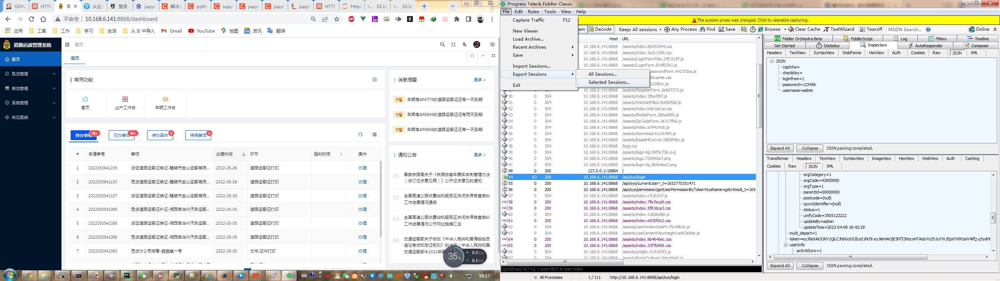 GDYZ
HTTP
首
从业人
登录 -
jupyt
解决J
pytho
Jupyt
jupyt
jupyt
jupyt
HTTP
HttpR
10.16
10.16
不安全
10.168.6.141:8868/dashboard
应用
工具
工作
学习
生活
从 IE 中导入
Gmail
YouTube
地图
资讯
翻译
道路运政管理系统
首页
首页
危货管理
普货管理
系统管理
常见案例
首页
常用功能
首页
业户工作台
车辆工作台
消息提醒
更多 >
预警 车辆粤AF4775的道路运输证还有一天到期
预警 车辆粤AF8899的道路运输证还有两天到期
预警 车辆粤AF9898的道路运输证还有一天到期
待办事项 99+
已办事项 99+
待办函件 0
待阅事项 0
# 申请单号 事项 创建时间 环节 超时时限 操作
1 2022050641209 货运道路运输证换证-醴陵市金山运输有限... 2022-05-06 道路运输证打印 办理
2 2022050641150 危货道路运输证换证-醴陵市金山运输有限... 2022-05-06 道路运输证打印 办理
3 2022050541107 货运道路运输证换证-湘西自治州汽车运输... 2022-05-05 道路运输证打印 办理
4 2022050541089 危货道路运输证补证-湘西自治州汽车运输... 2022-05-05 道路运输证打印 办理
5 2022050541088 货运道路运输证换证-湘西自治州汽车运输... 2022-05-05 道路运输证打印 办理
6 2022050541086 危货道路运输证换证-湘西自治州汽车运输... 2022-05-05 道路运输证打印 办理
7 2022050541085 危货分公司报备-脆脆鲨一号 2022-05-05 文书,证件打印 办理
通知公告
更多 >
01 国家铁路局关于《铁路旅客车票实名制管理办法
（修订征求意见稿）》公开征求意见的通知
02 全国高速公路收费站和服务区关闭关停自查自纠
工作进展情况通报
03 全国高速公路收费站和服务区关闭关停自查自纠
工作进展情况公示网址链接汇总
04 交通运输部关于修改《中华人民共和国海船船员
适任考试和发证规则》的决定（中华人民共和国
交通运输部令2022年第
35%
0.2K/s
0.1K/s
16:17
Progress Telerik Fiddler Classic
File Edit Rules Tools View Help
The system proxy was changed. Click to reenable capturing.
Capture Traffic F12
New Viewer
Load Archive...
Recent Archives
Save
Import Sessions...
Export Sessions
Exit
All Sessions...
Selected Sessions...
am Decode Keep: All sessions Any Process Find Save Browse Clear Cache TextWizard Tearoff MSDN Search... Online
Host URL
10.168.6.141:8868 /assets/index.86d55544.css
10.168.6.141:8868 /assets/index.3a3c1369.css
10.168.6.141:8868 /assets/LoginFormTitle.24f1519f.js
10.168.6.141:8868 /assets/LoginForm.914f07b3.js
asswordForm.9421f1ba.js
50cae9e.css
1229bcc.js
10.168.6.141:8868 /assets/RegisterForm.3e8d7373.js
30 0 304 10.168.6.141:8868 /assets/index.3fba5fbf.js
31 0 304 10.168.6.141:8868 /assets/WechatFilled.8c690fdd.js
32 0 304 10.168.6.141:8868 /assets/index.b9e1de1a.css
33 0 304 10.168.6.141:8868 /assets/MobileForm.366e88f0.js
34 0 304 10.168.6.141:8868 /assets/QrCodeForm.3e317f66.js
35 0 304 10.168.6.141:8868 /assets/index.a7942436.js
36 0 304 10.168.6.141:8868 /assets/download.61c5c495.js
37 0 304 10.168.6.141:8868 /assets/base64Conver.08b9f4ec.js
38 0 304 10.168.6.141:8868 /logo.ico
39 0 304 10.168.6.141:8868 /assets/login-bg.b9f5c736.svg
40 0 304 10.168.6.141:8868 /assets/logo.729990a7.png
41 0 304 10.168.6.141:8868 /assets/login-bg.8bfa4ee2.png
49 0 200 127.0.0.1:10884 /
54 83 200 10.168.6.141:8868 /api/sys/login
55 0 200 10.168.6.141:8868 /api/sys/currentUser?_t=1652775351471
56 0 200 10.168.6.141:8868 /api/sys/permission/getUserPermissionByToken?sysName=gdcrtmis&_t=165
57 0 304 10.168.6.141:8868 /assets/index.c7c5c51f.js
58 0 200 10.168.6.141:8868 /assets/index.7fe7eca9.css
59 0 200 10.168.6.141:8868 /assets/index.5f816ca3.css
60 0 304 10.168.6.141:8868 /assets/index.51b6bd88.js
61 0 200 10.168.6.141:8868 /assets/index.e930fcb2.css
62 0 304 10.168.6.141:8868 /assets/useWindowSizeFn.f5c4db2c.js
63 0 304 10.168.6.141:8868 /assets/useContentViewHeight.ad63a8de.js
64 0 200 10.168.6.141:8868 /assets/index.9b4640ec.css
65 0 200 10.168.6.141:8868 /assets/index.33f7b906.css
66 0 304 10.168.6.141:8868 /assets/uniqBy.014163f2.js
67 0 304 10.168.6.141:8868 /assets/RedoOutlined.6decb6a6.js
[QuickExec] ALT+Q > type HELP to learn more
All Processes 1 / 111 http://10.168.6.141:8868/api/sys/login
Fiddler Orchestra Beta FiddlerScript Log Filters Timeline
Get Started Statistics Inspectors AutoResponder Composer
Headers TextView SyntaxView WebForms HexView Auth Cookies Raw JSON XML
JSON
captcha=
checkKey=
loginfrom=1
password=123456
username=admin
Expand All Collapse JSON parsing completed.
Transformer Headers TextView SyntaxView ImageView HexView WebView Auth Caching
Cookies Raw JSON XML
orgCategory=1
orgCode=43000000
orgType=1
parentId=00000000
postcode=(null)
qywxIdentifier=(null)
status=1
unifyCode=3505122222
updateBy=admin
updateTime=2022-04-08 16:42:29
multi_depart=1
token=eyJ0eXAiOiJKV1QiLCJhbGciOiJIUzI1NiJ9.eyJleHAiOjE2NTI3NzcxNTAsInVzZXJuYW1lIjoiYWRtaW4ifQ.q5ydHl
userInfo
activitiSync=1
Expand All Collapse JSON parsing completed.